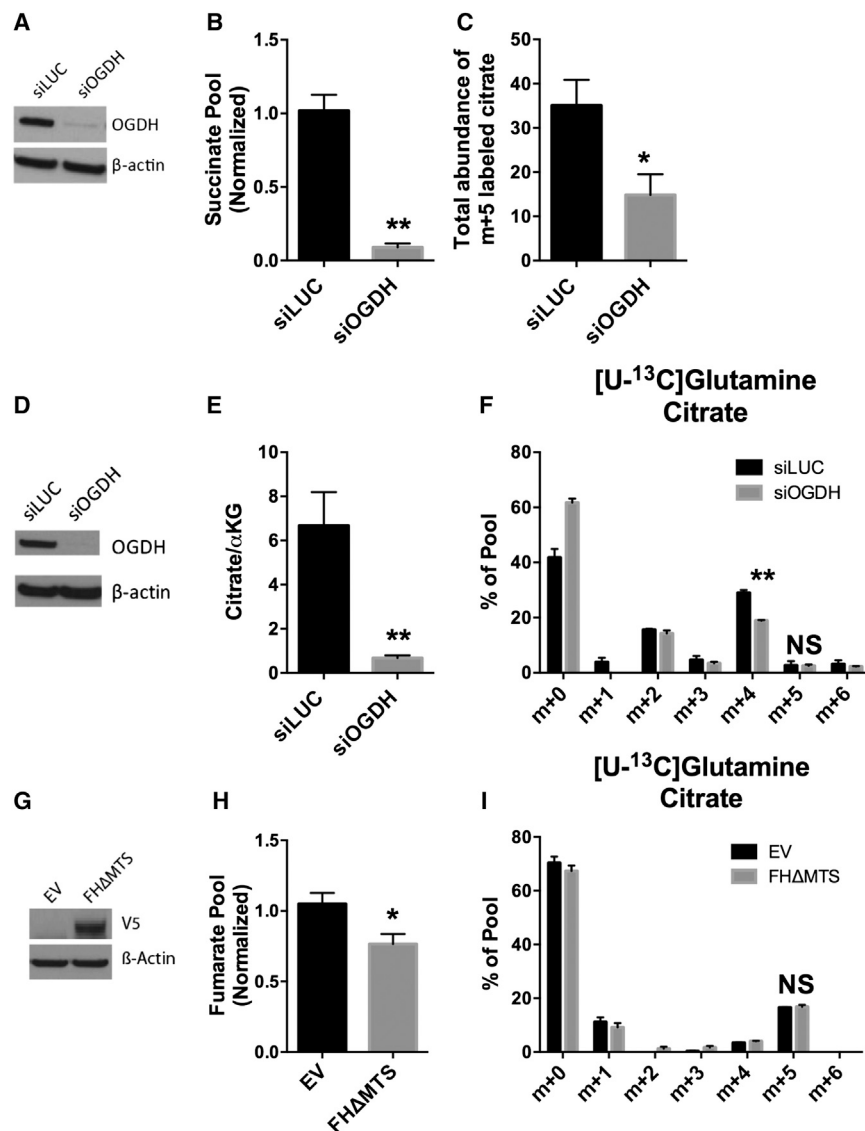 A
siLUC
siOGDH
OGDH
β-actin
B
Succinate Pool
(Normalized)
1.5
1.0
0.5
0.0
**
siLUC
siOGDH
C
Total abundance of
m+5 labeled citrate
40
30
20
10
0
*
siLUC
siOGDH
D
siLUC
siOGDH
OGDH
β-actin
E
Citrate/αKG
10
8
6
4
2
0
**
siLUC
siOGDH
F
[U-¹³C]Glutamine
Citrate
siLUC
siOGDH
% of Pool
80
60
40
20
0
**
NS
m+0
m+1
m+2
m+3
m+4
m+5
m+6
G
EV
FHΔMTS
V5
ß-Actin
H
Fumarate Pool
(Normalized)
1.5
1.0
0.5
0.0
*
EV
FHΔMTS
I
[U-¹³C]Glutamine
Citrate
EV
FHΔMTS
% of Pool
80
60
40
20
0
NS
m+0
m+1
m+2
m+3
m+4
m+5
m+6